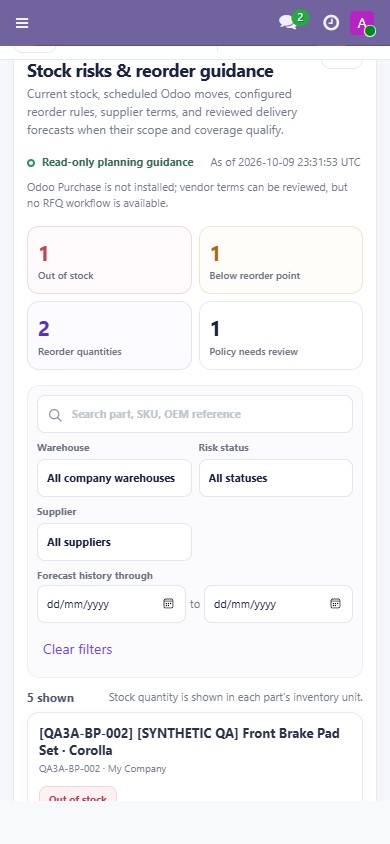 2
A
Stock risks & reorder guidance
Current stock, scheduled Odoo moves, configured
reorder rules, supplier terms, and reviewed delivery
forecasts when their scope and coverage qualify.
Read-only planning guidance As of 2026-10-09 23:31:53 UTC
Odoo Purchase is not installed; vendor terms can be reviewed, but
no RFQ workflow is available.
1
Out of stock
1
Below reorder point
2
Reorder quantities
1
Policy needs review
Search part, SKU, OEM reference
Warehouse
All company warehouses
Risk status
All statuses
Supplier
All suppliers
Forecast history through
dd/mm/yyyy to dd/mm/yyyy
Clear filters
5 shown Stock quantity is shown in each part's inventory unit.
[QA3A-BP-002] [SYNTHETIC QA] Front Brake Pad
Set · Corolla
QA3A-BP-002 · My Company
Out of stock